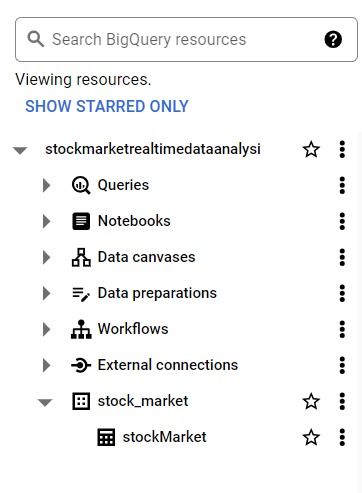 Search BigQuery resources
Viewing resources.
SHOW STARRED ONLY
stockmarketrealtimedataanalysi
Queries
Notebooks
Data canvases
Data preparations
Workflows
External connections
stock_market
stockMarket